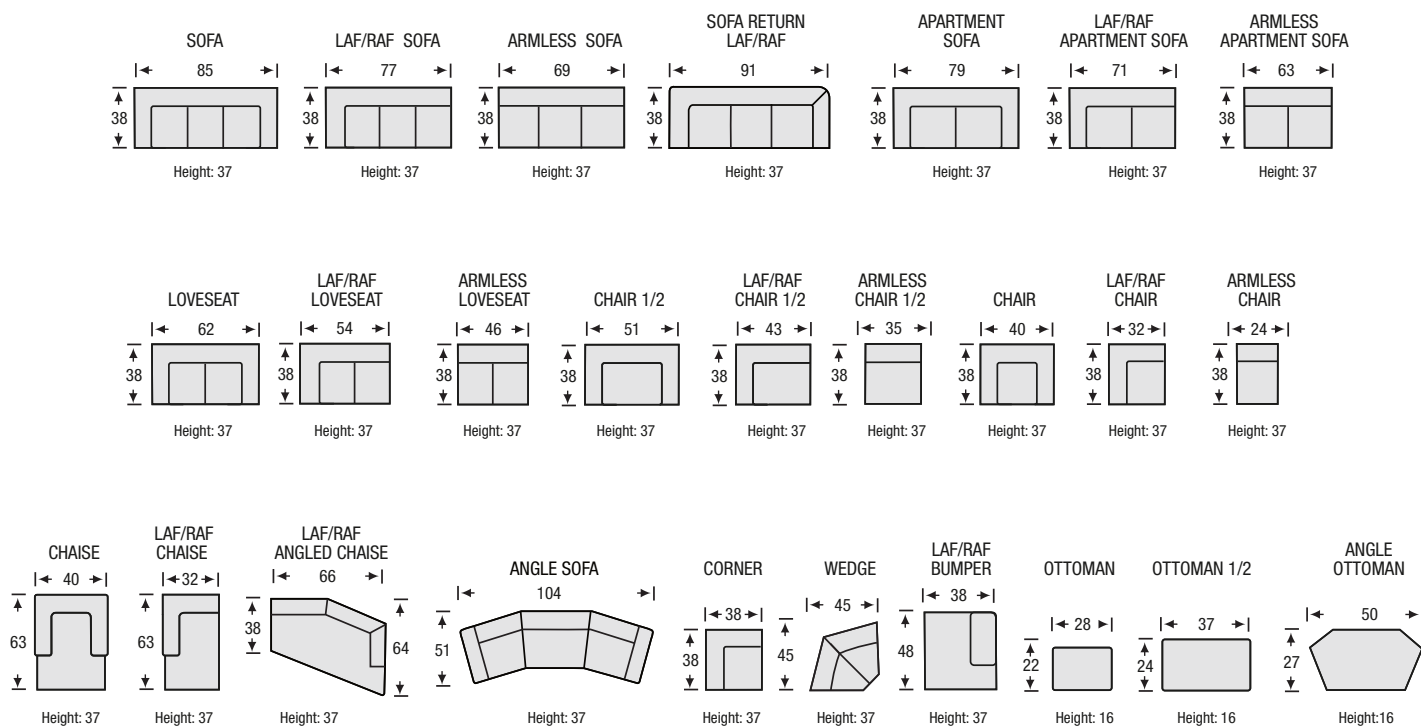 SOFA
85
38
Height: 37
LAF/RAF SOFA
77
38
Height: 37
ARMLESS SOFA
69
38
Height: 37
SOFA RETURN
LAF/RAF
91
38
Height: 37
APARTMENT
SOFA
79
38
Height: 37
LAF/RAF
APARTMENT SOFA
71
38
Height: 37
ARMLESS
APARTMENT SOFA
63
38
Height: 37
LOVESEAT
62
38
Height: 37
LAF/RAF
LOVESEAT
54
38
Height: 37
ARMLESS
LOVESEAT
46
38
Height: 37
CHAIR 1/2
51
38
Height: 37
LAF/RAF
CHAIR 1/2
43
38
Height: 37
ARMLESS
CHAIR 1/2
35
38
Height: 37
CHAIR
40
38
Height: 37
LAF/RAF
CHAIR
32
38
Height: 37
ARMLESS
CHAIR
24
38
Height: 37
CHAISE
40
63
Height: 37
LAF/RAF
CHAISE
32
63
Height: 37
LAF/RAF
ANGLED CHAISE
66
38
64
Height: 37
ANGLE SOFA
104
51
Height: 37
CORNER
38
38
Height: 37
WEDGE
45
45
Height: 37
LAF/RAF
BUMPER
38
48
Height: 37
OTTOMAN
28
22
Height: 16
OTTOMAN 1/2
37
24
Height: 16
ANGLE
OTTOMAN
50
27
Height:16